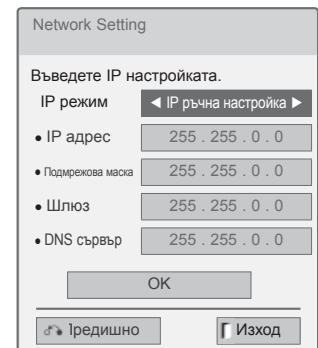 Network Setting
Въведете IP настройката.
IP режим ◀ IP ръчна настройка ▶
• IP адрес 255 . 255 . 0 . 0
• Подмрежова маска 255 . 255 . 0 . 0
• Шлюз 255 . 255 . 0 . 0
• DNS сървър 255 . 255 . 0 . 0
OK
Предишно Изход